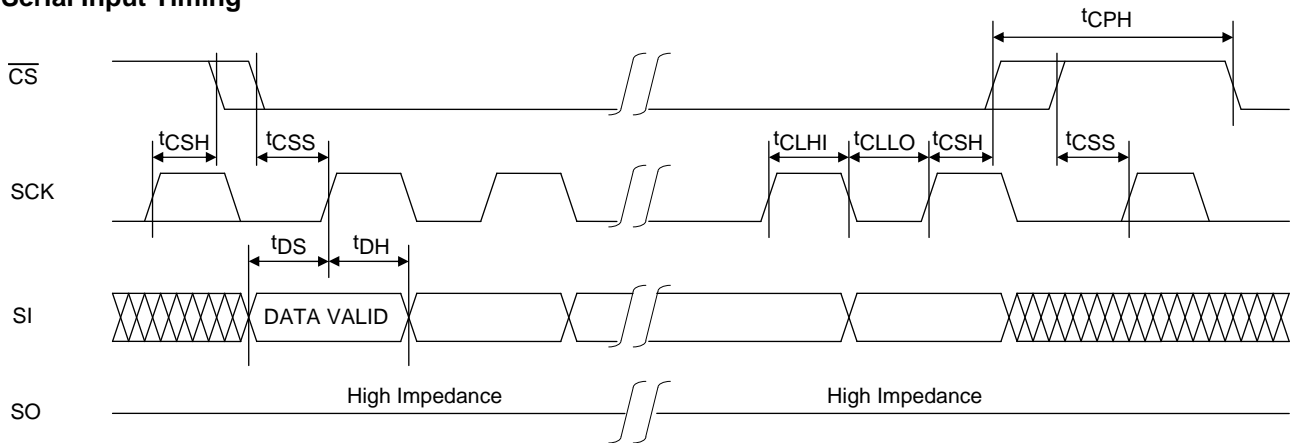 Serial Input Timing
tCPH
CS
tCSH tCSS tCLHI tCLLO tCSH tCSS
SCK
tDS tDH
SI DATA VALID
High Impedance High Impedance
SO